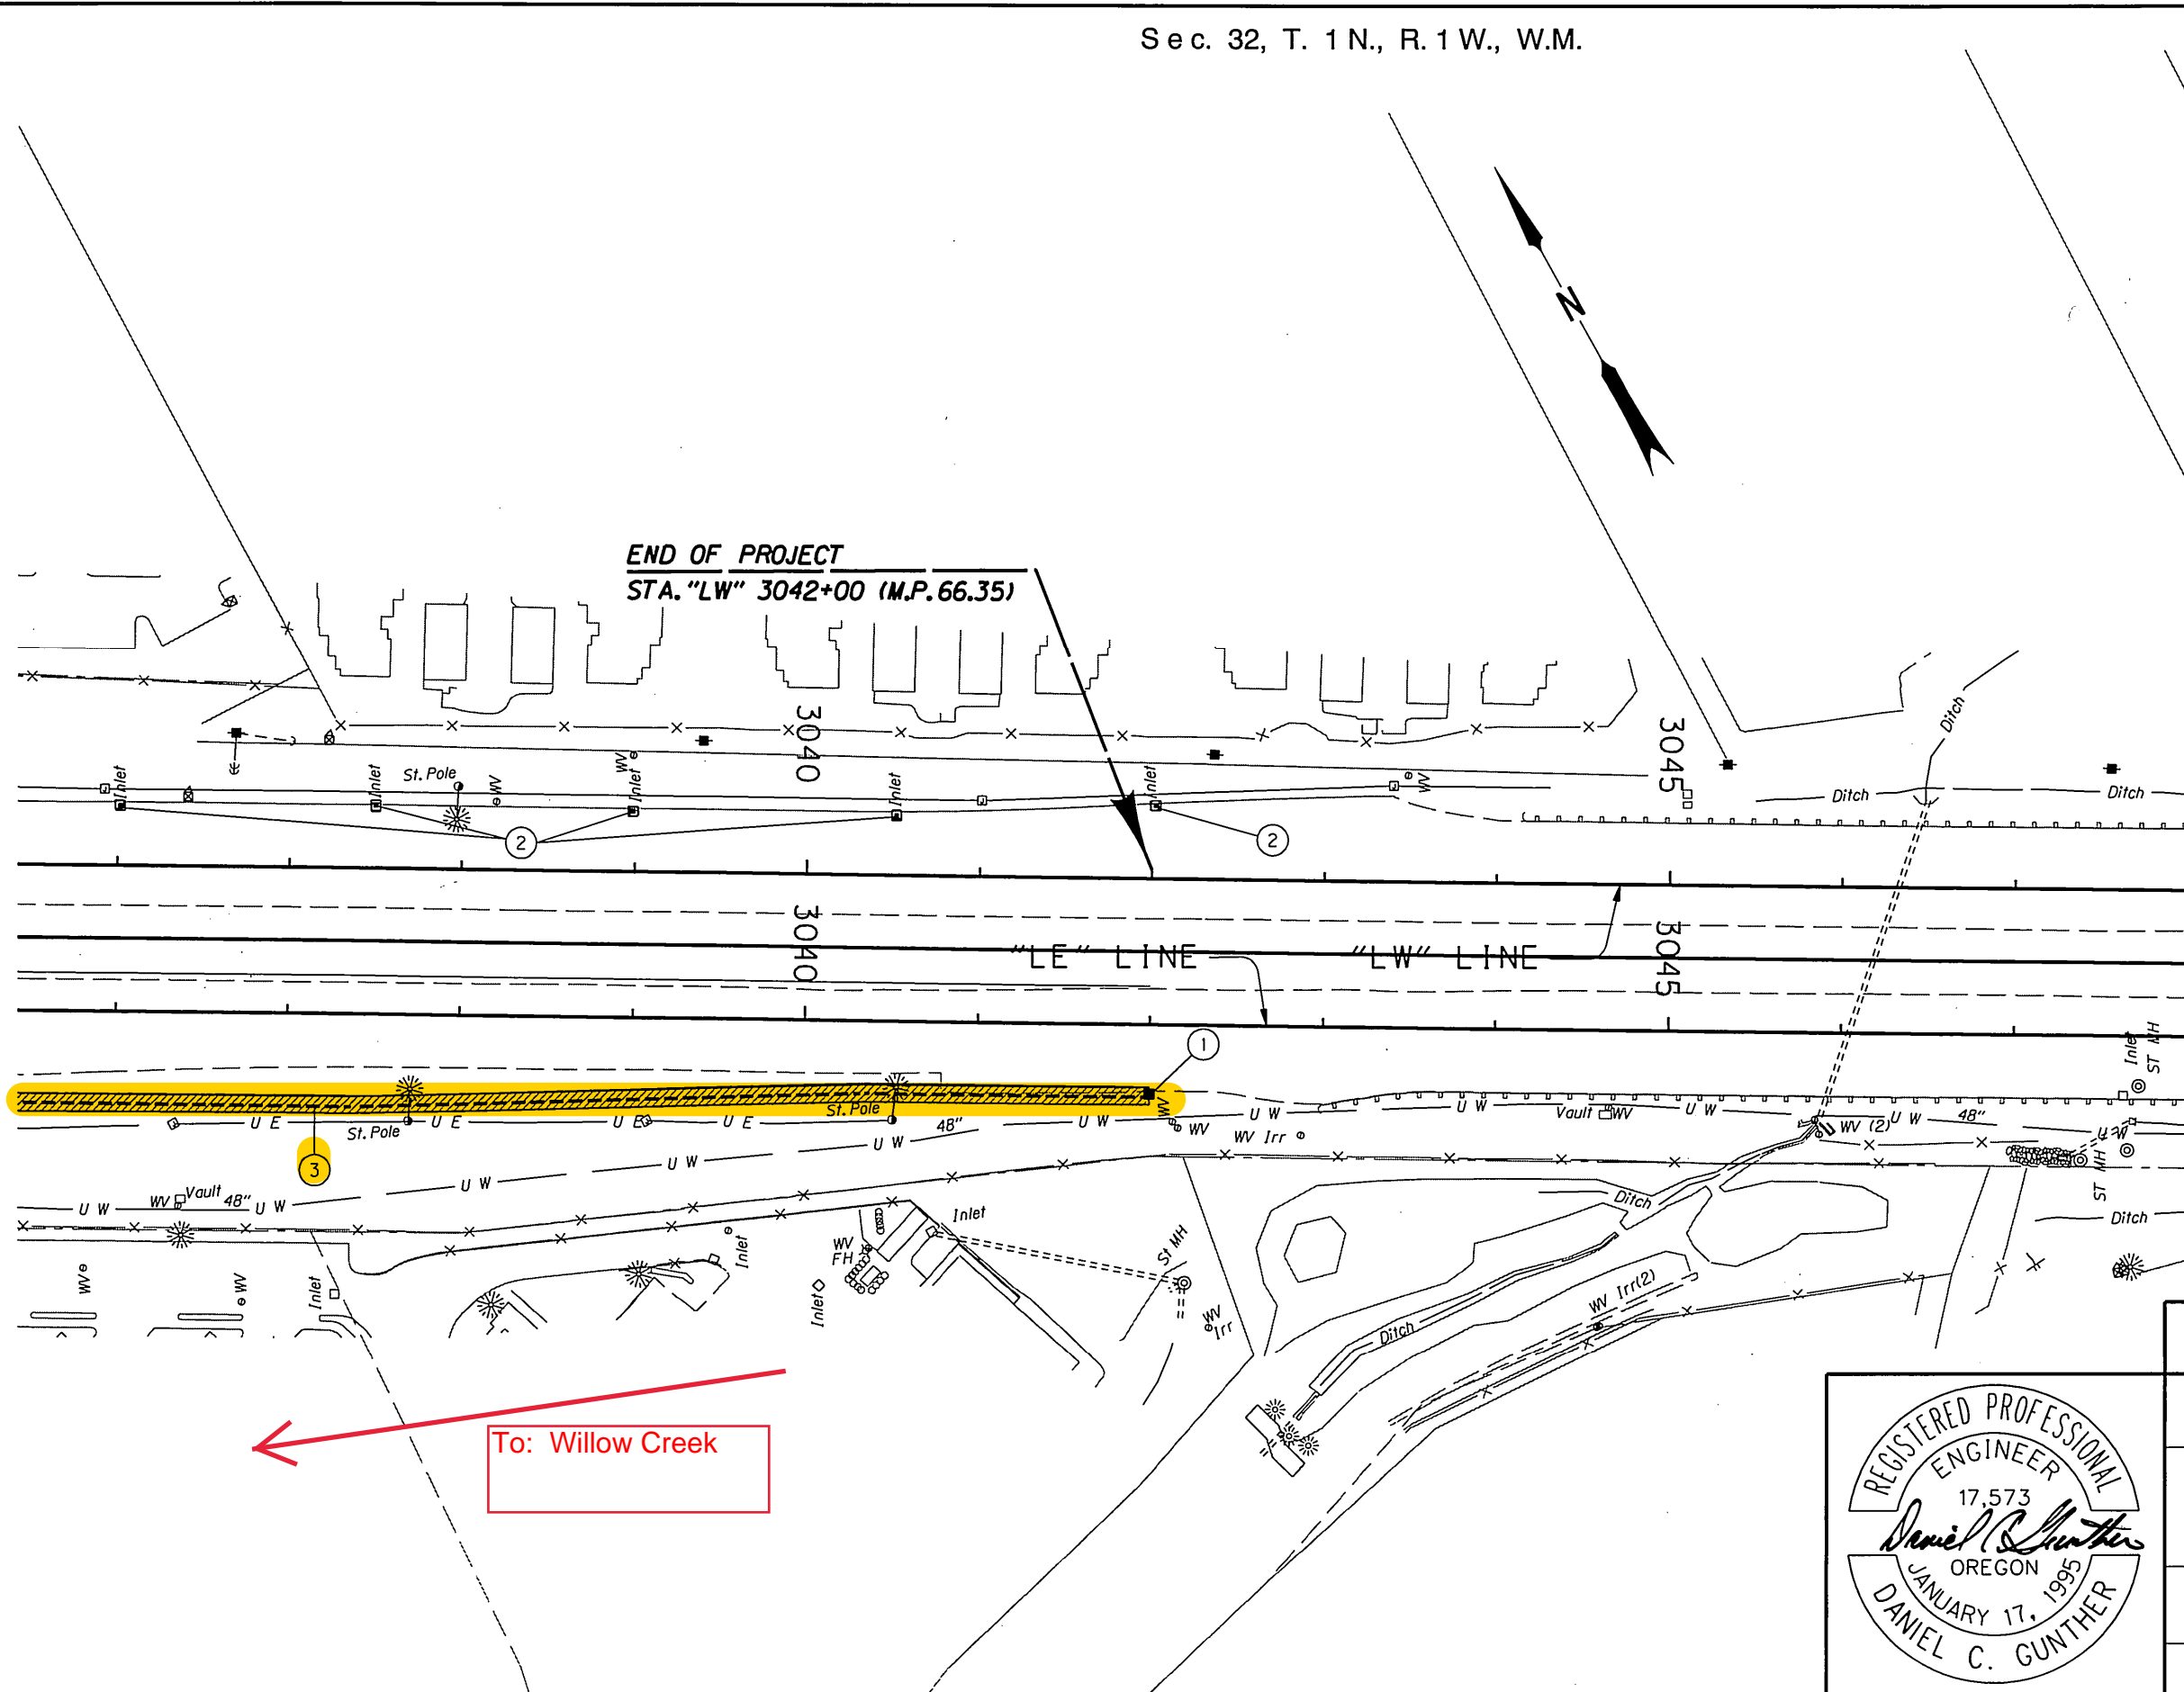 Sec. 32, T. 1 N., R. 1 W., W.M.
N
END OF PROJECT
STA. "LW" 3042+00 (M.P. 66.35)
Ditch
3040
3045
Inlet
Inlet
St. Pole
WV
WV
Inlet
Inlet
Inlet
WV
Ditch
Ditch
2
2
3040
"LE" LINE
"LW" LINE
3045
1
Inlet
ST MH
U E
St. Pole
U E
U E
U E
St. Pole
48"
U W
U W
WV
WV
U W
WV Irr
U W
Vault
WV
U W
WV (2)
U W
48"
U W
3
U W
U W
U W
WV
Vault
48"
U W
ST MH
Ditch
Ditch
Inlet
WV
FH
Inlet
St MH
WV
WV
Inlet
Inlet
WV
Irr
WV Irr(2)
Ditch
To: Willow Creek
REGISTERED PROFESSIONAL
ENGINEER
17,573
Daniel C. Gunther
OREGON
JANUARY 17, 1995
DANIEL C. GUNTHER